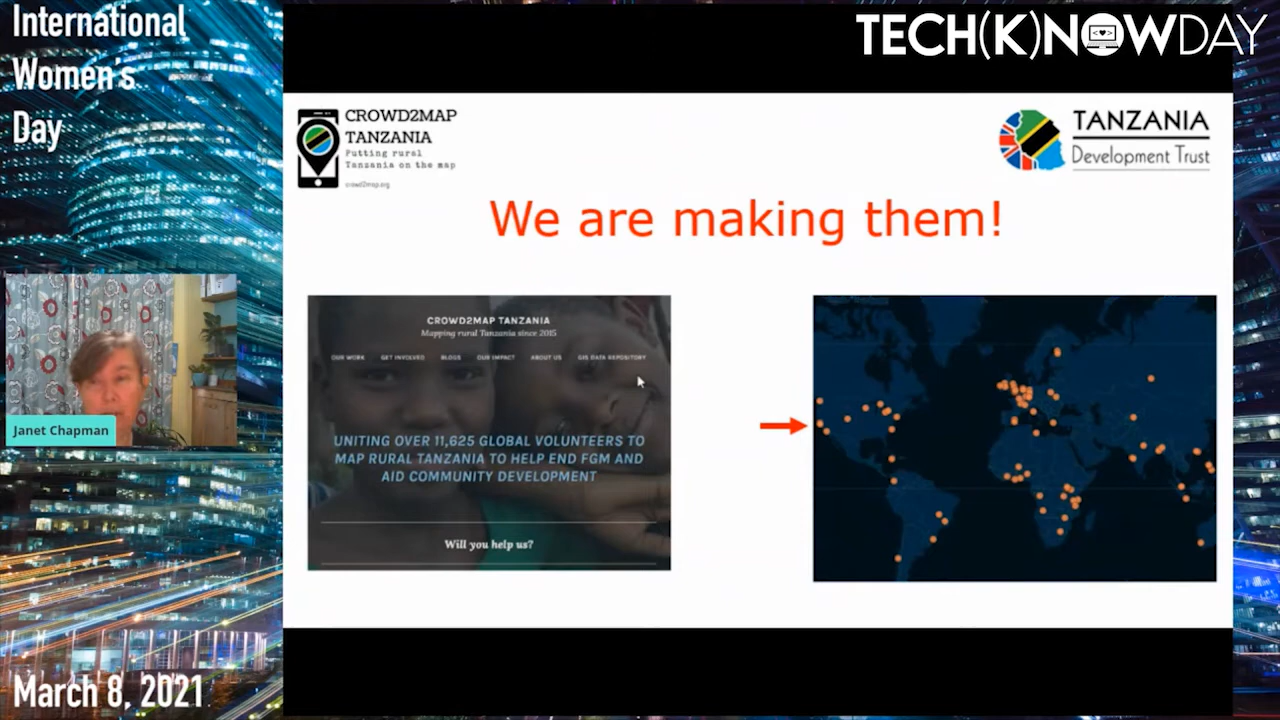 International
Women's
Day
TECH(K)NOWDAY
CROWD2MAP
TANZANIA
Putting rural
Tanzania on the map
crowd2map.org
TANZANIA
Development Trust
We are making them!
CROWD2MAP TANZANIA
Mapping rural Tanzania since 2015
OUR WORK GET INVOLVED BLOGS OUR IMPACT ABOUT US GIS DATA REPOSITORY
UNITING OVER 11,625 GLOBAL VOLUNTEERS TO
MAP RURAL TANZANIA TO HELP END FGM AND
AID COMMUNITY DEVELOPMENT
Will you help us?
Janet Chapman
March 8, 2021